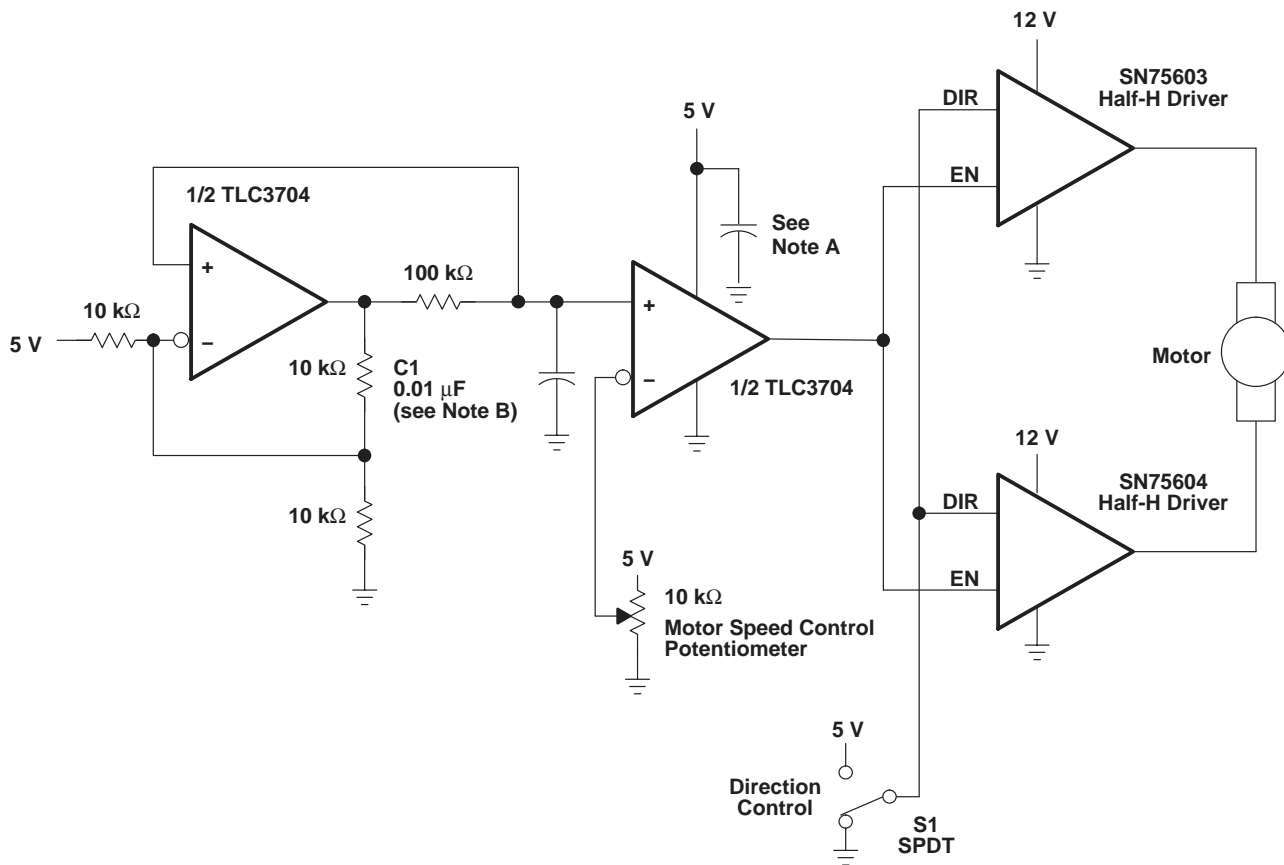 12 V
SN75603
Half-H Driver
DIR
5 V
EN
1/2 TLC3704
See
Note A
+
100 kΩ
10 kΩ
+
5 V
−
10 kΩ
C1
0.01 μF
(see Note B)
−
1/2 TLC3704
Motor
12 V
SN75604
Half-H Driver
DIR
10 kΩ
5 V
EN
10 kΩ
Motor Speed Control
Potentiometer
5 V
Direction
Control
S1
SPDT